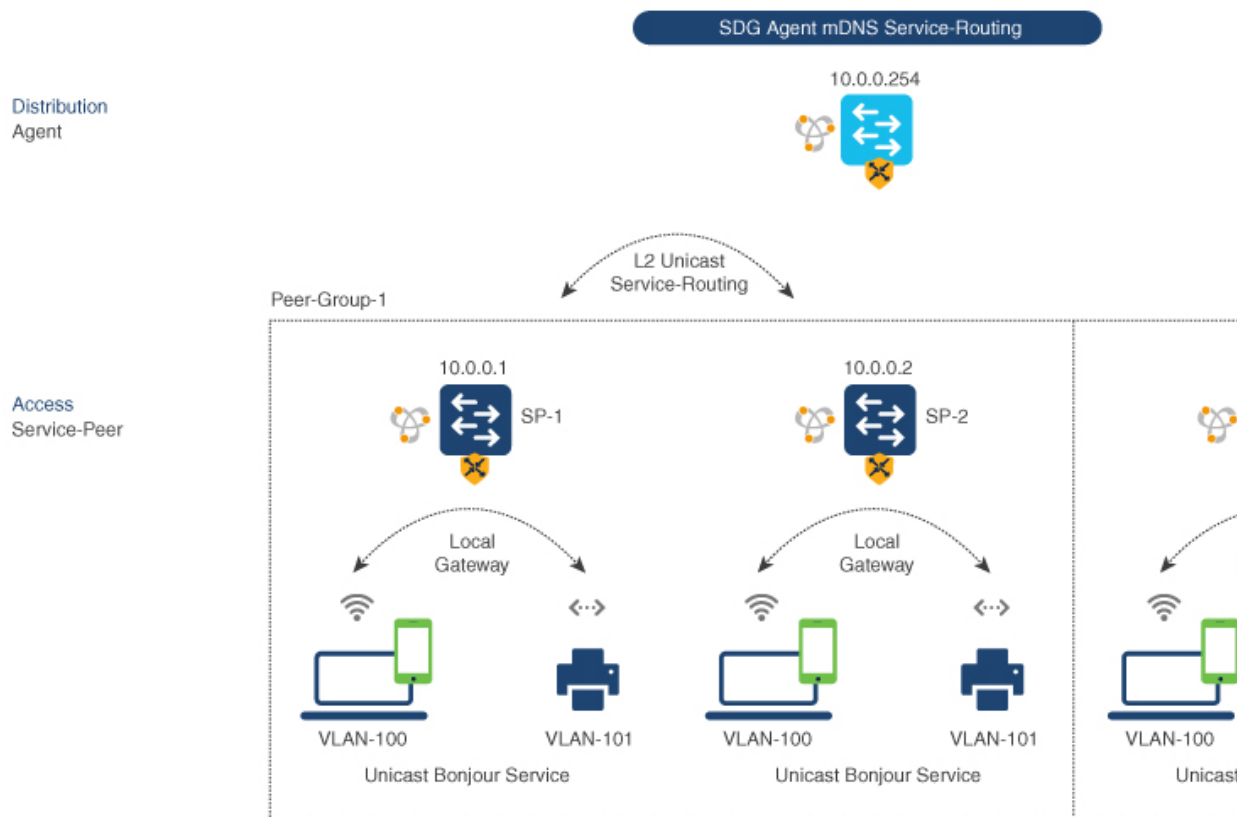 SDG Agent mDNS Service-Routing
10.0.0.254
Distribution
Agent
L2 Unicast
Service-Routing
Peer-Group-1
10.0.0.1
10.0.0.2
Access
Service-Peer
SP-1
SP-2
Local
Gateway
Local
Gateway
VLAN-100
VLAN-101
VLAN-100
VLAN-101
VLAN-100
Unicast Bonjour Service
Unicast Bonjour Service
Unicast